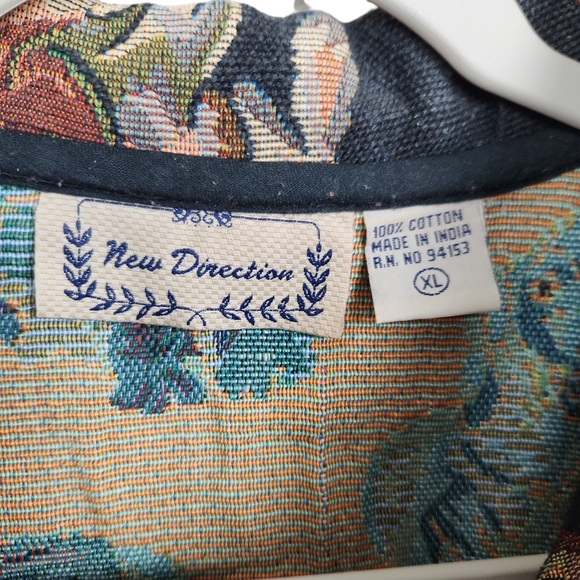 New Direction
100% COTTON
MADE IN INDIA
R.N. NO 94153
XL